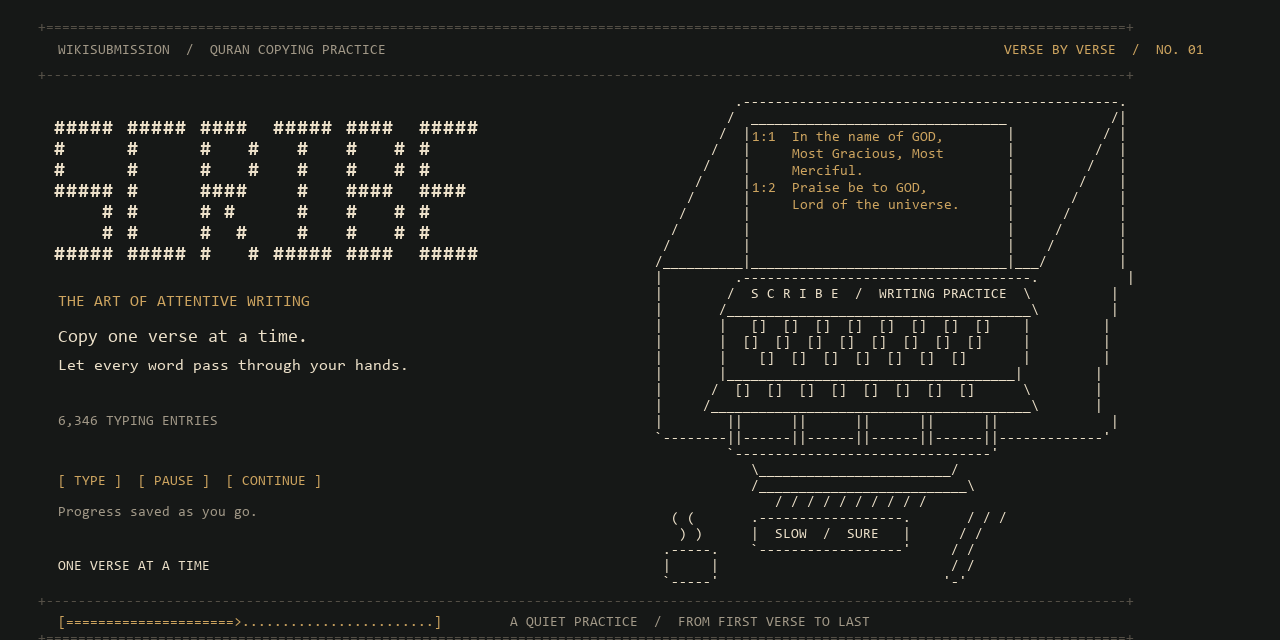 WIKISUBMISSION / QURAN COPYING PRACTICE
VERSE BY VERSE / NO. 01
SCRIBE
THE ART OF ATTENTIVE WRITING
Copy one verse at a time.
Let every word pass through your hands.
6,346 TYPING ENTRIES
[ TYPE ] [ PAUSE ] [ CONTINUE ]
Progress saved as you go.
ONE VERSE AT A TIME
1:1 In the name of GOD,
Most Gracious, Most
Merciful.
1:2 Praise be to GOD,
Lord of the universe.
S C R I B E / WRITING PRACTICE
SLOW / SURE
A QUIET PRACTICE / FROM FIRST VERSE TO LAST